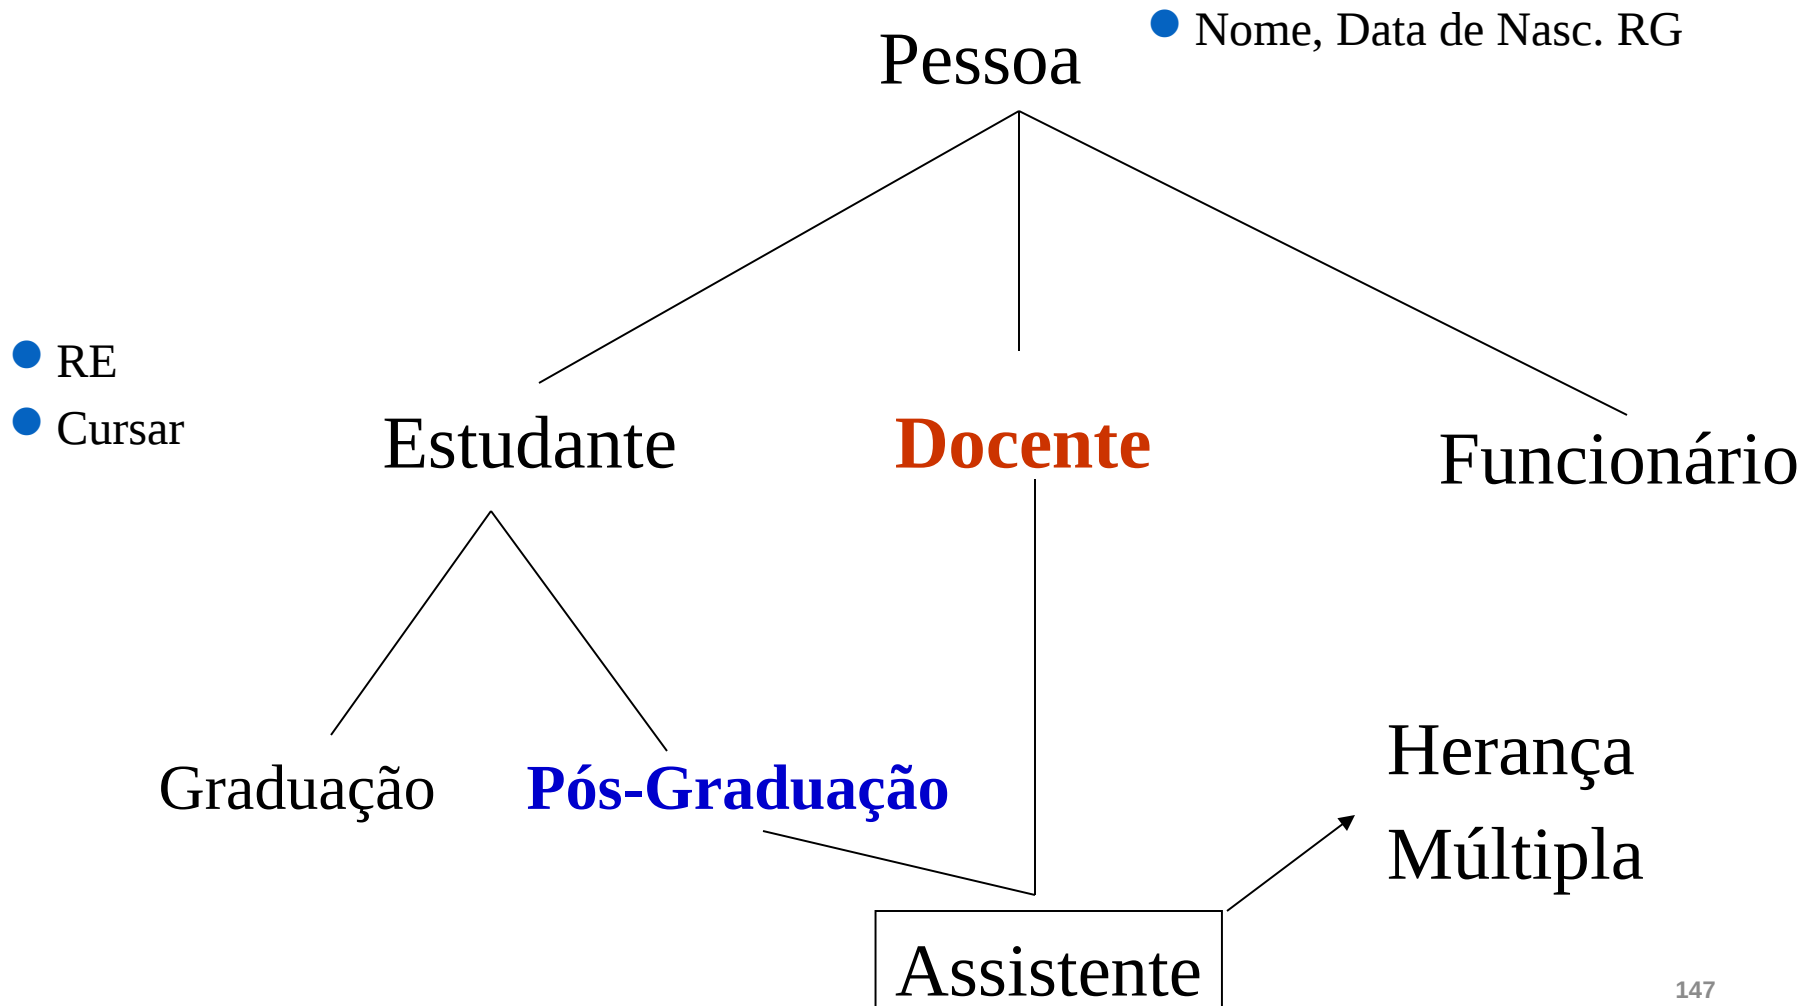 Pessoa
Nome, Data de Nasc. RG
RE
Cursar
Estudante
Docente
Funcionário
Graduação
Pós-Graduação
Herança
Múltipla
Assistente
147